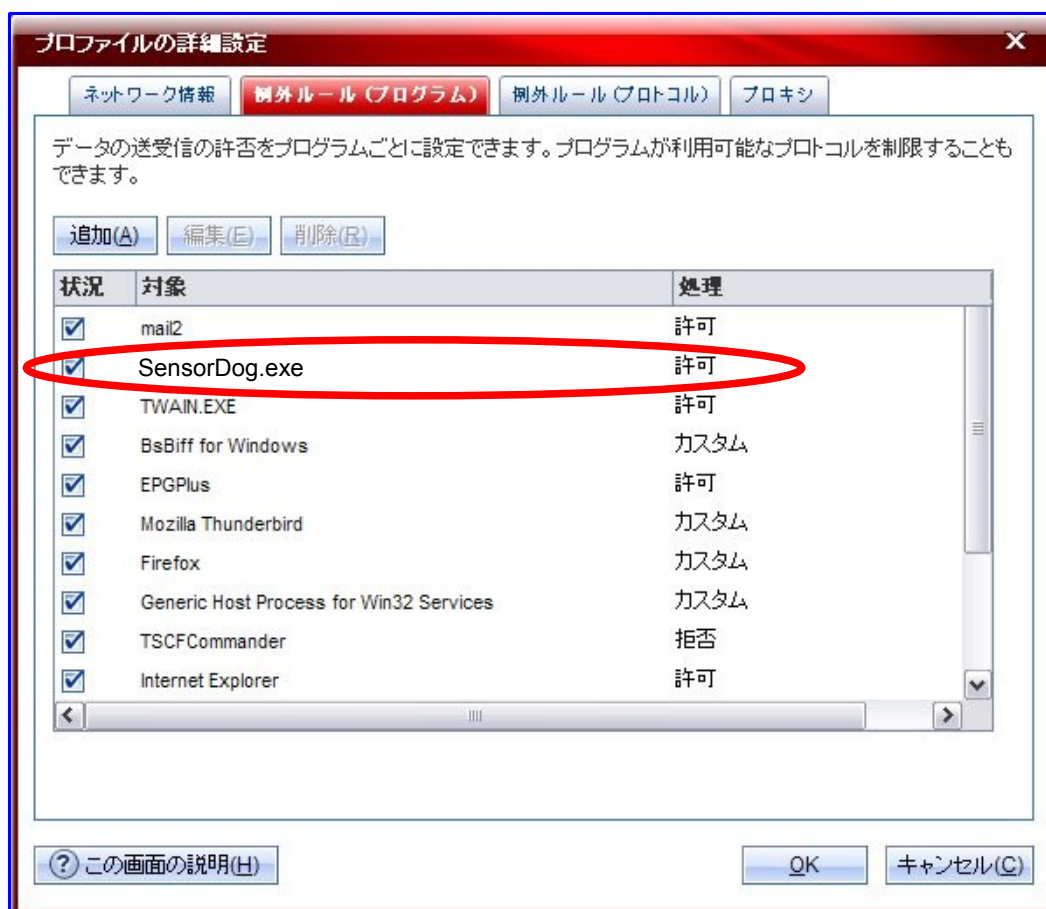 プロファイルの詳細設定
ネットワーク情報 例外ルール(プログラム) 例外ルール(プロトコル) プロキシ
データの送受信の許否をプログラムごとに設定できます。プログラムが利用可能なプロトコルを制限することも
できます。
追加(A) 編集(E) 削除(R)
状況 対象 処理
mail2 許可
SensorDog.exe 許可
TWAIN.EXE 許可
BsBiff for Windows カスタム
EPGPlus 許可
Mozilla Thunderbird カスタム
Firefox カスタム
Generic Host Process for Win32 Services カスタム
TSCFCommander 拒否
Internet Explorer 許可
この画面の説明(H) OK キャンセル(C)